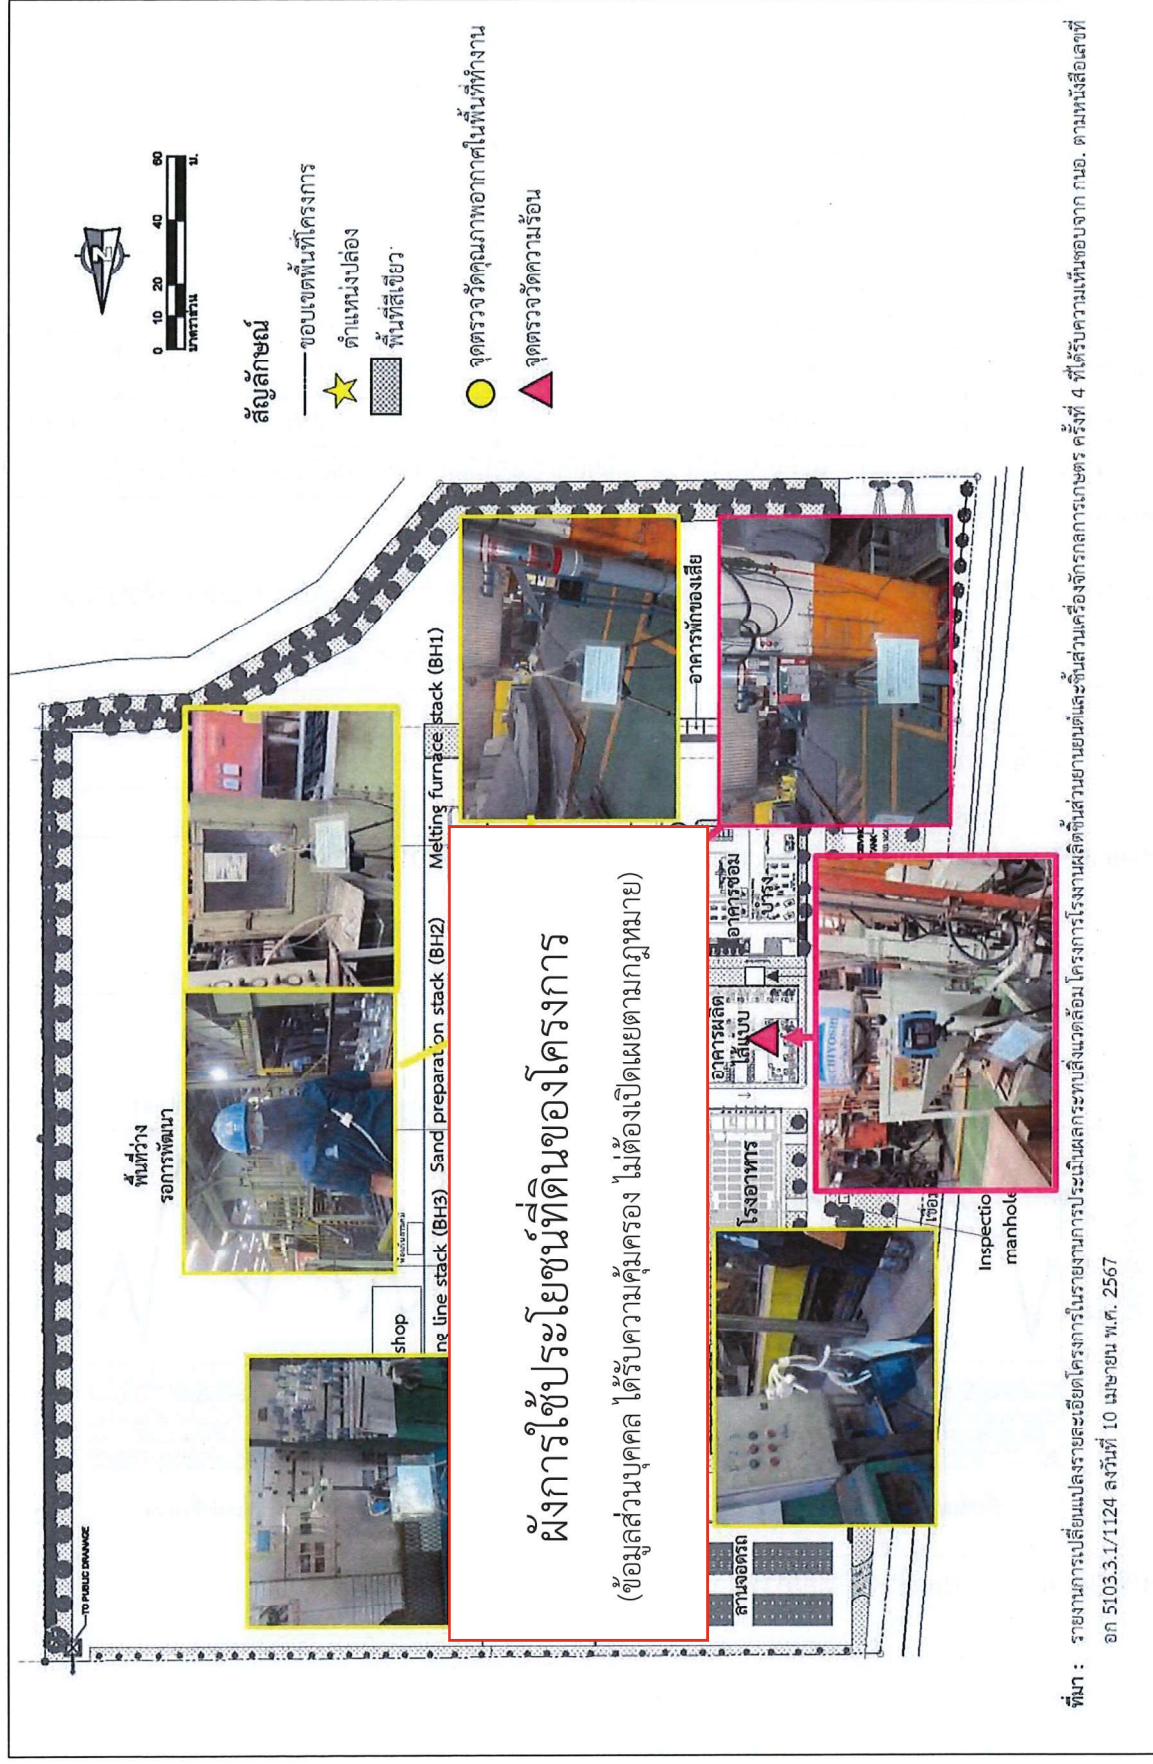 0 10 20 40 60
มาตราส่วน ม.
สัญลักษณ์
ขอบเขตพื้นที่โครงการ
ตำแหน่งปล่อง
พื้นที่สีเขียว
จุดตรวจวัดคุณภาพอากาศในพื้นที่ทำงาน
จุดตรวจวัดความร้อน
TO PUBLIC DRAINAGE
พื้นที่ว่าง
รอการพัฒนา
shop
ng line stack (BH3) Sand preparation stack (BH2) Melting furnace stack (BH1)
ผังการใช้ประโยชน์ที่ดินของโครงการ
(ข้อมูลส่วนบุคคล ได้รับความคุ้มครอง ไม่ต้องเปิดเผยตามกฎหมาย)
อาคารพักของเสีย
ลานจอดรถ
โรงอาหาร
อาคารผลิต
ไส้แบบ
อาคารซ่อม
บำรุง
TANK
Inspectio
manhole
ที่มา : รายงานการเปลี่ยนแปลงรายละเอียดโครงการในรายงานการประเมินผลกระทบสิ่งแวดล้อม โครงการโรงงานผลิตชิ้นส่วนยานยนต์และชิ้นส่วนเครื่องจักรกลการเกษตร ครั้งที่ 4 ที่ได้รับความเห็นชอบจาก กนอ. ตามหนังสือเลขที่
อก 5103.3.1/1124 ลงวันที่ 10 เมษายน พ.ศ. 2567